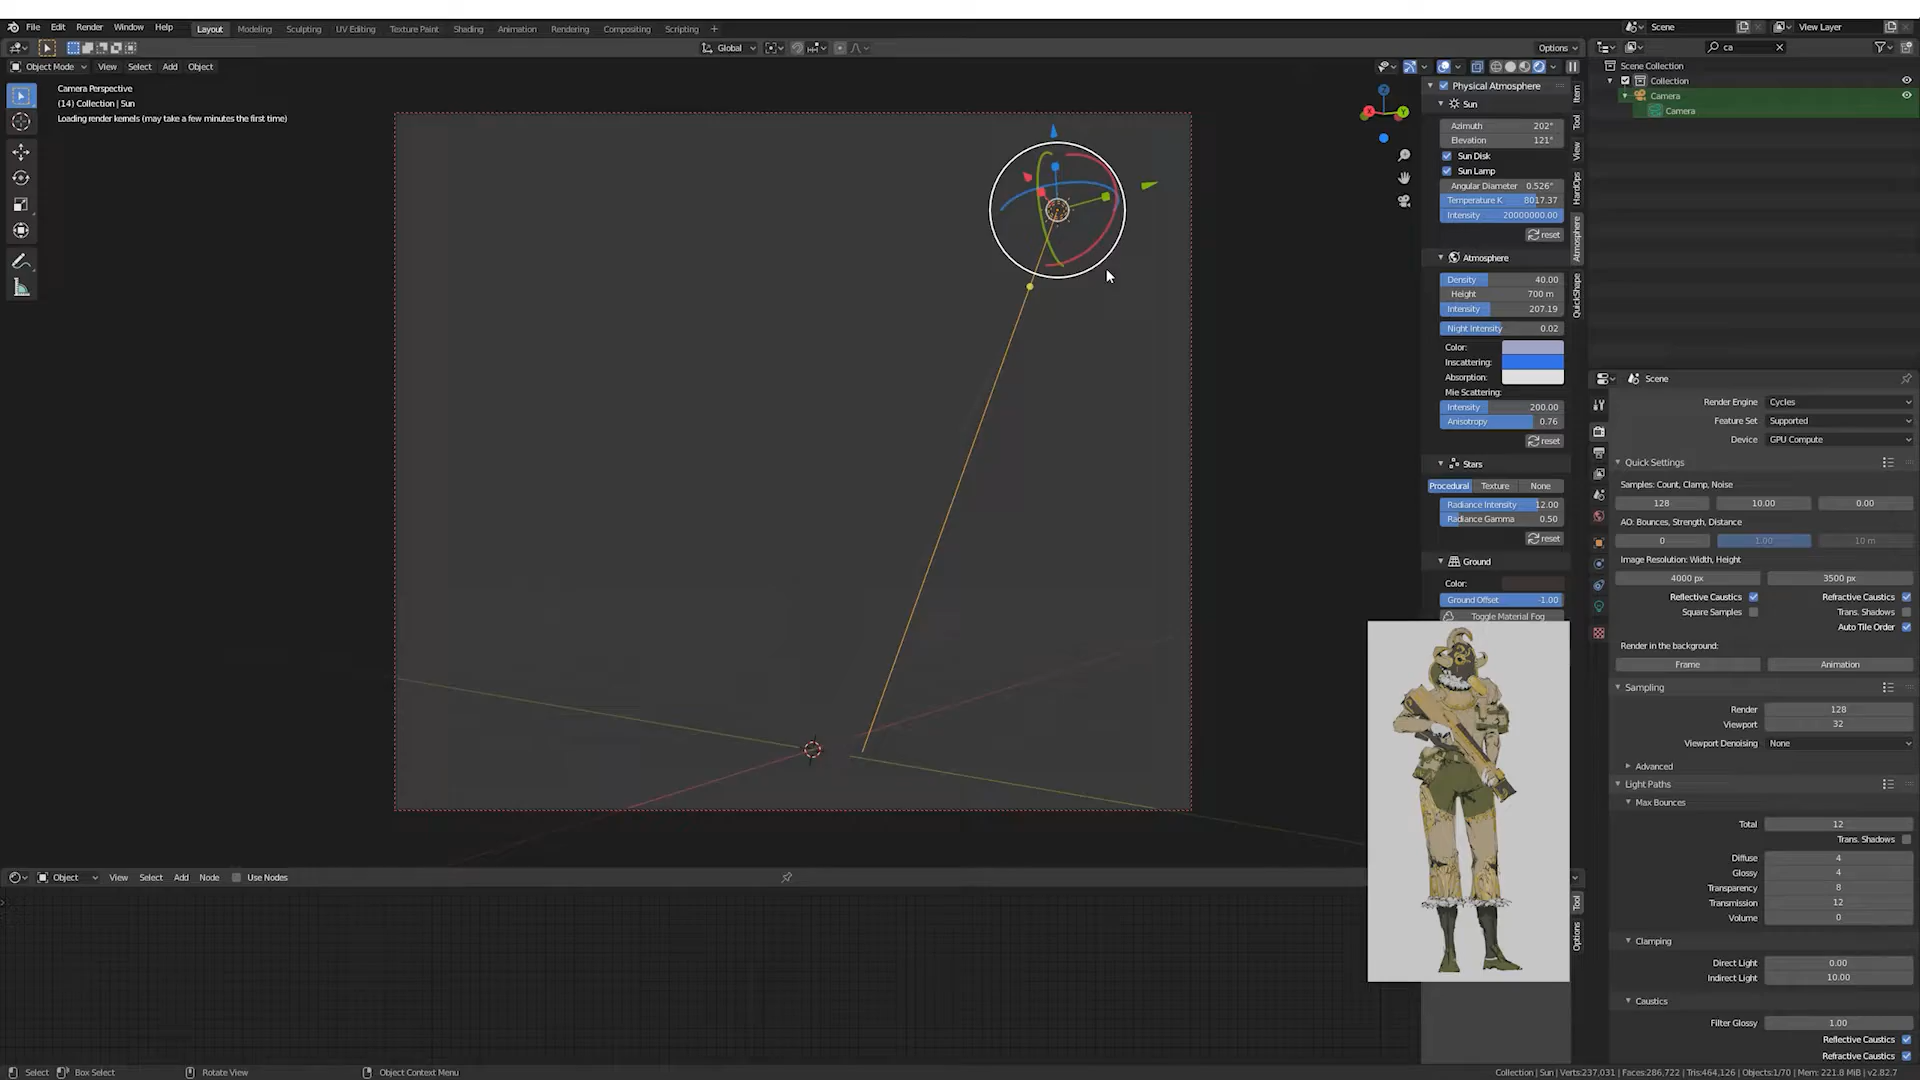 File Edit Render Window Help Layout Modeling Sculpting UV Editing Texture Paint Shading Animation Rendering Compositing Scripting + Scene View Layer
Global Options ca
Object Mode View Select Add Object
Camera Perspective
(14) Collection | Sun
Loading render kernels (may take a few minutes the first time)
Z
X
Y
Physical Atmosphere
Sun
Azimuth 202°
Elevation 121°
Sun Disk
Sun Lamp
Angular Diameter 0.526°
Temperature K 8017.37
Intensity 20000000.00
reset
Atmosphere
Density 40.00
Height 700 m
Intensity 207.19
Night Intensity 0.02
Color:
Inscattering:
Absorption:
Mie Scattering:
Intensity 200.00
Anisotropy 0.76
reset
Stars
Procedural Texture None
Radiance Intensity 12.00
Radiance Gamma 0.50
reset
Ground
Color:
Ground Offset -1.00
Toggle Material Fog
Item
Tool
View
HardOps
Atmosphere
QuickShape
Scene Collection
Collection
Camera
Camera
Scene
Render Engine Cycles
Feature Set Supported
Device GPU Compute
Quick Settings
Samples: Count, Clamp, Noise
128 10.00 0.00
AO: Bounces, Strength, Distance
0 1.00 10 m
Image Resolution: Width, Height
4000 px 3500 px
Reflective Caustics Refractive Caustics
Square Samples Trans. Shadows
Auto Tile Order
Render in the background:
Frame Animation
Sampling
Render 128
Viewport 32
Viewport Denoising None
Advanced
Light Paths
Max Bounces
Total 12
Trans. Shadows
Diffuse 4
Glossy 4
Transparency 8
Transmission 12
Volume 0
Clamping
Direct Light 0.00
Indirect Light 10.00
Caustics
Filter Glossy 1.00
Reflective Caustics
Refractive Caustics
Object View Select Add Node Use Nodes
Tool
Options
Select Box Select Rotate View Object Context Menu Collection | Sun | Verts:237,031 | Faces:286,722 | Tris:464,126 | Objects:1/70 | Mem: 221.8 MiB | v2.82.7